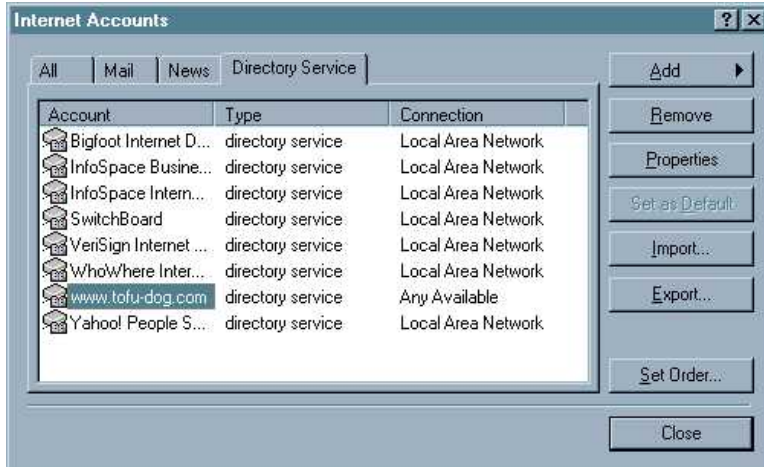 Internet Accounts
All Mail News Directory Service
Add
Account Type Connection
Remove
Bigfoot Internet D... directory service Local Area Network
InfoSpace Busine... directory service Local Area Network
Properties
InfoSpace Intern... directory service Local Area Network
Set as Default
SwitchBoard directory service Local Area Network
VeriSign Internet ... directory service Local Area Network
Import...
WhoWhere Inter... directory service Local Area Network
www.tofu-dog.com directory service Any Available
Export...
Yahoo! People S... directory service Local Area Network
Set Order...
Close